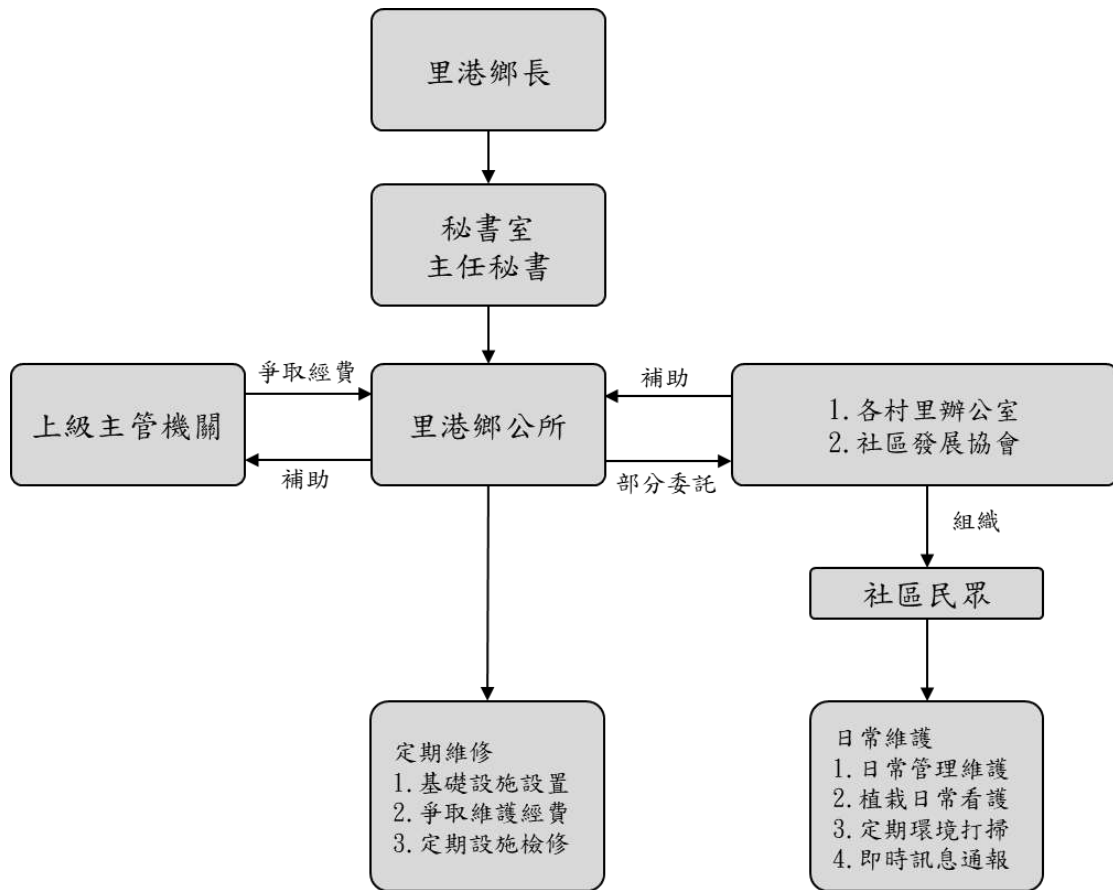 里港鄉長
秘書室
主任秘書
爭取經費
補助
上級主管機關
里港鄉公所
1.各村里辦公室
2.社區發展協會
補助
部分委託
組織
社區民眾
定期維修
1.基礎設施設置
2.爭取維護經費
3.定期設施檢修
日常維護
1.日常管理維護
2.植栽日常看護
3.定期環境打掃
4.即時訊息通報